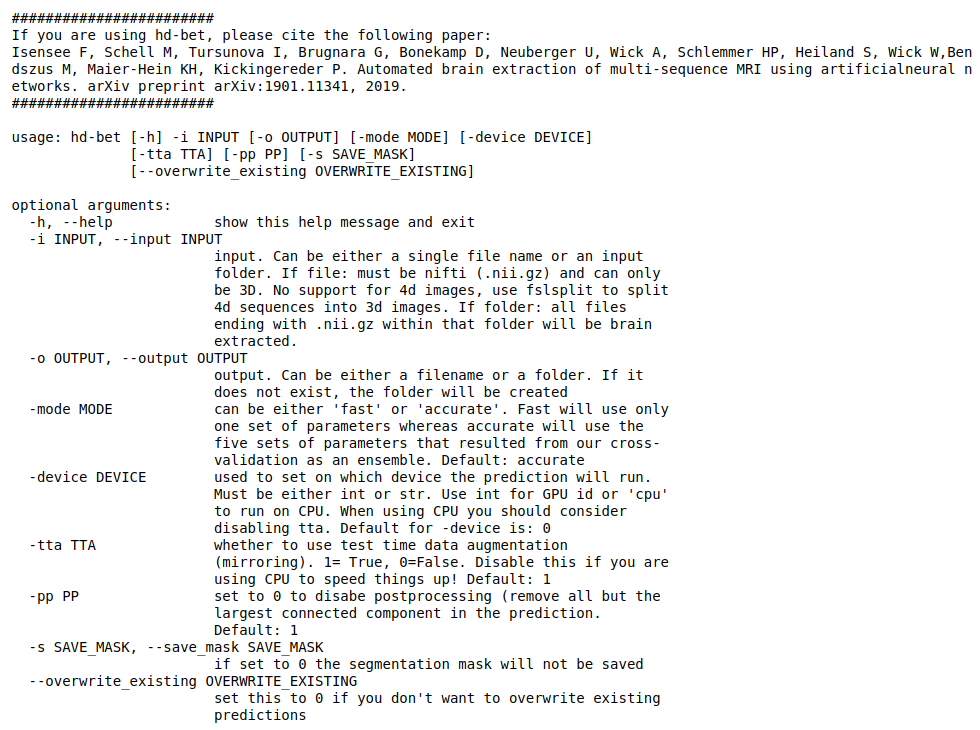 ########################
If you are using hd-bet, please cite the following paper:
Isensee F, Schell M, Tursunova I, Brugnara G, Bonekamp D, Neuberger U, Wick A, Schlemmer HP, Heiland S, Wick W,Ben
dszus M, Maier-Hein KH, Kickingereder P. Automated brain extraction of multi-sequence MRI using artificialneural n
etworks. arXiv preprint arXiv:1901.11341, 2019.
########################

usage: hd-bet [-h] -i INPUT [-o OUTPUT] [-mode MODE] [-device DEVICE]
              [-tta TTA] [-pp PP] [-s SAVE_MASK]
              [--overwrite_existing OVERWRITE_EXISTING]

optional arguments:
  -h, --help            show this help message and exit
  -i INPUT, --input INPUT
                        input. Can be either a single file name or an input
                        folder. If file: must be nifti (.nii.gz) and can only
                        be 3D. No support for 4d images, use fslsplit to split
                        4d sequences into 3d images. If folder: all files
                        ending with .nii.gz within that folder will be brain
                        extracted.
  -o OUTPUT, --output OUTPUT
                        output. Can be either a filename or a folder. If it
                        does not exist, the folder will be created
  -mode MODE            can be either 'fast' or 'accurate'. Fast will use only
                        one set of parameters whereas accurate will use the
                        five sets of parameters that resulted from our cross-
                        validation as an ensemble. Default: accurate
  -device DEVICE        used to set on which device the prediction will run.
                        Must be either int or str. Use int for GPU id or 'cpu'
                        to run on CPU. When using CPU you should consider
                        disabling tta. Default for -device is: 0
  -tta TTA              whether to use test time data augmentation
                        (mirroring). 1= True, 0=False. Disable this if you are
                        using CPU to speed things up! Default: 1
  -pp PP                set to 0 to disabe postprocessing (remove all but the
                        largest connected component in the prediction.
                        Default: 1
  -s SAVE_MASK, --save_mask SAVE_MASK
                        if set to 0 the segmentation mask will not be saved
  --overwrite_existing OVERWRITE_EXISTING
                        set this to 0 if you don't want to overwrite existing
                        predictions